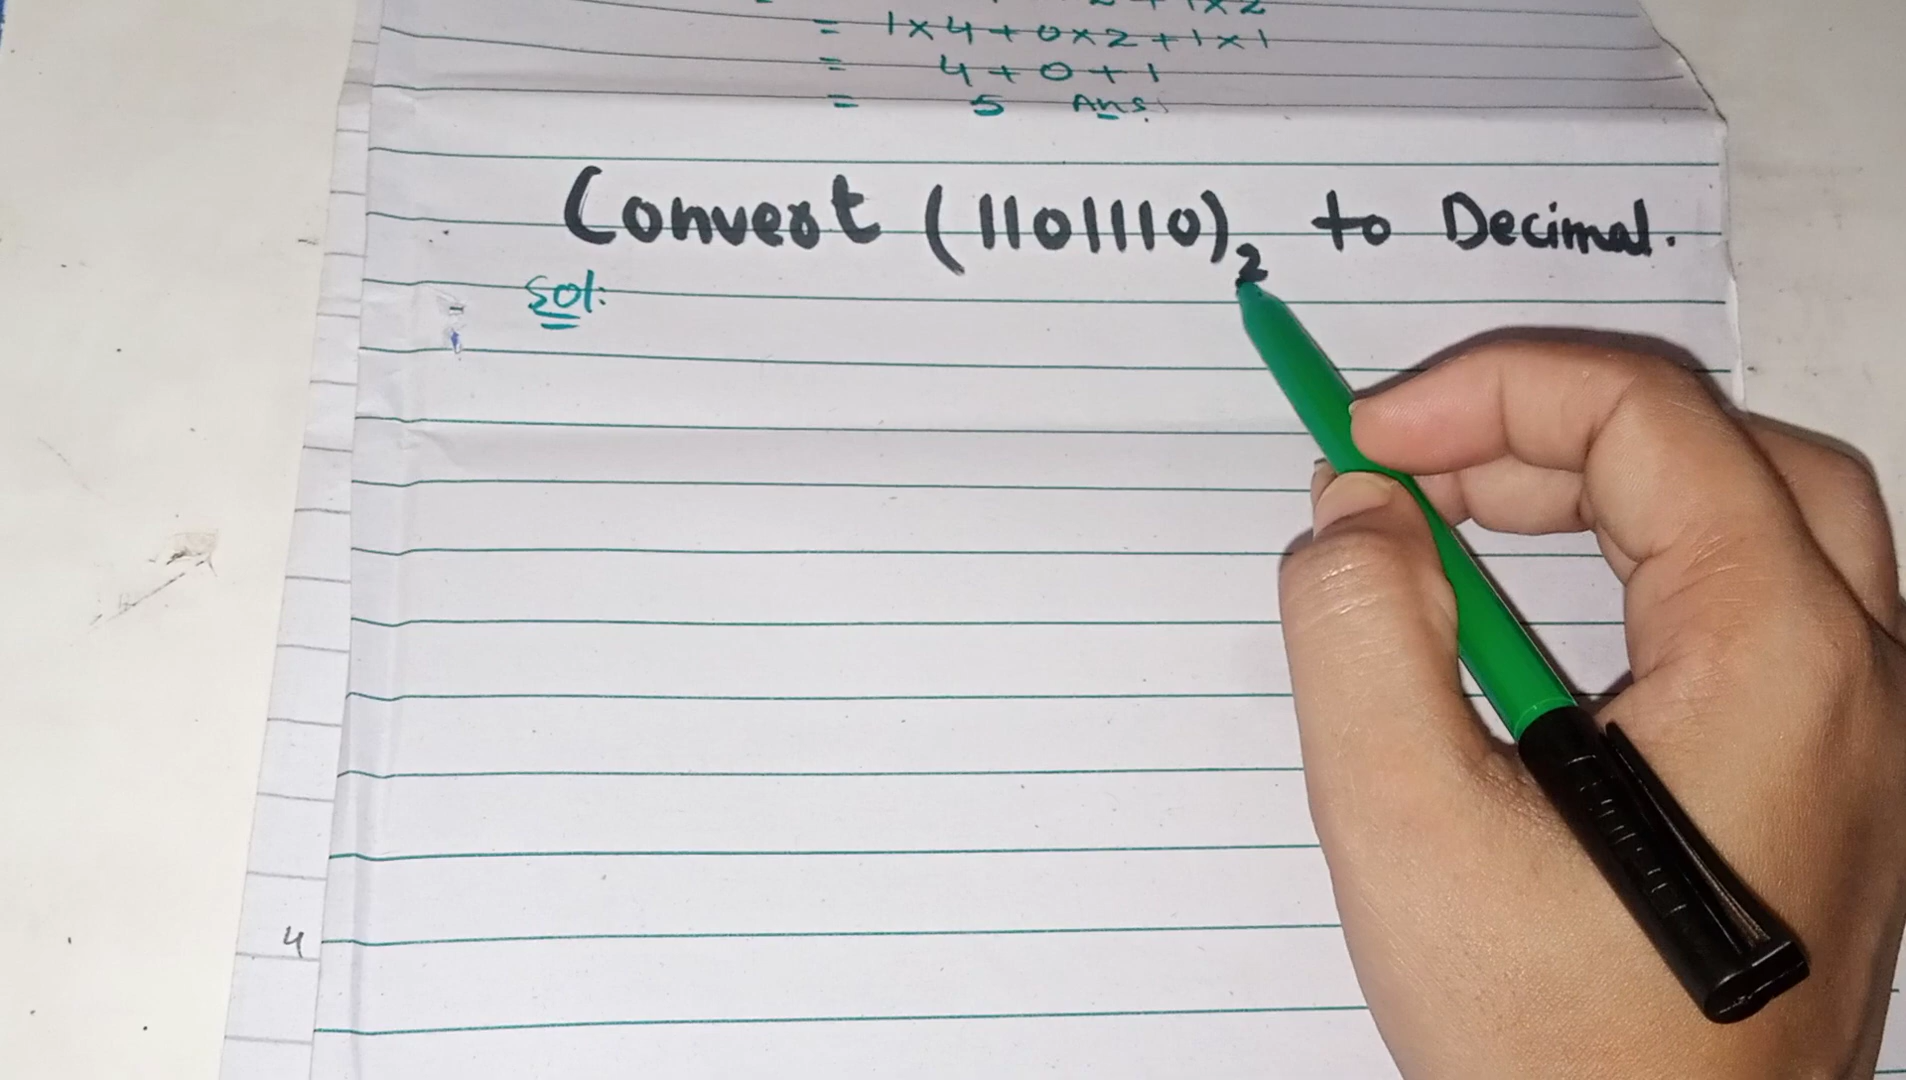 = 1×4+0×2+1×1
= 4+0+1
= 5 Ans.
Convert (1101110)₂ to Decimal.
Sol:
4